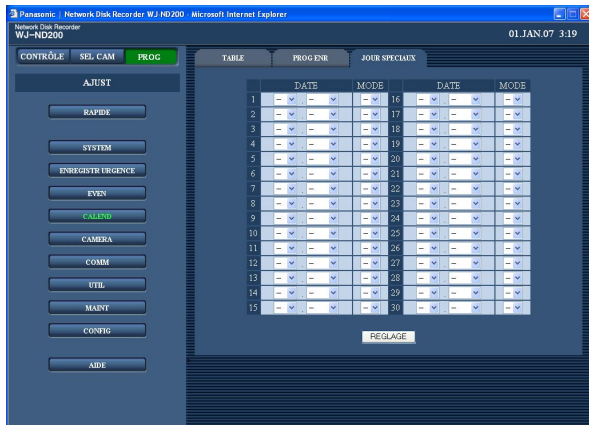 Panasonic | Network Disk Recorder WJ-ND200 - Microsoft Internet Explorer
Network Disk Recorder
WJ-ND200
01.JAN.07 3:19
CONTRÔLE SEL CAM PROG
TABLE PROG ENR JOUR SPECIAUX
AJUST
RAPIDE
SYSTEM
ENREGISTR URGENCE
EVEN
CALEND
CAMERA
COMM
UTIL
MAINT
CONFIG
AIDE
DATE MODE DATE MODE
1 - . - - 16 - . - -
2 - . - - 17 - . - -
3 - . - - 18 - . - -
4 - . - - 19 - . - -
5 - . - - 20 - . - -
6 - . - - 21 - . - -
7 - . - - 22 - . - -
8 - . - - 23 - . - -
9 - . - - 24 - . - -
10 - . - - 25 - . - -
11 - . - - 26 - . - -
12 - . - - 27 - . - -
13 - . - - 28 - . - -
14 - . - - 29 - . - -
15 - . - - 30 - . - -
REGLAGE